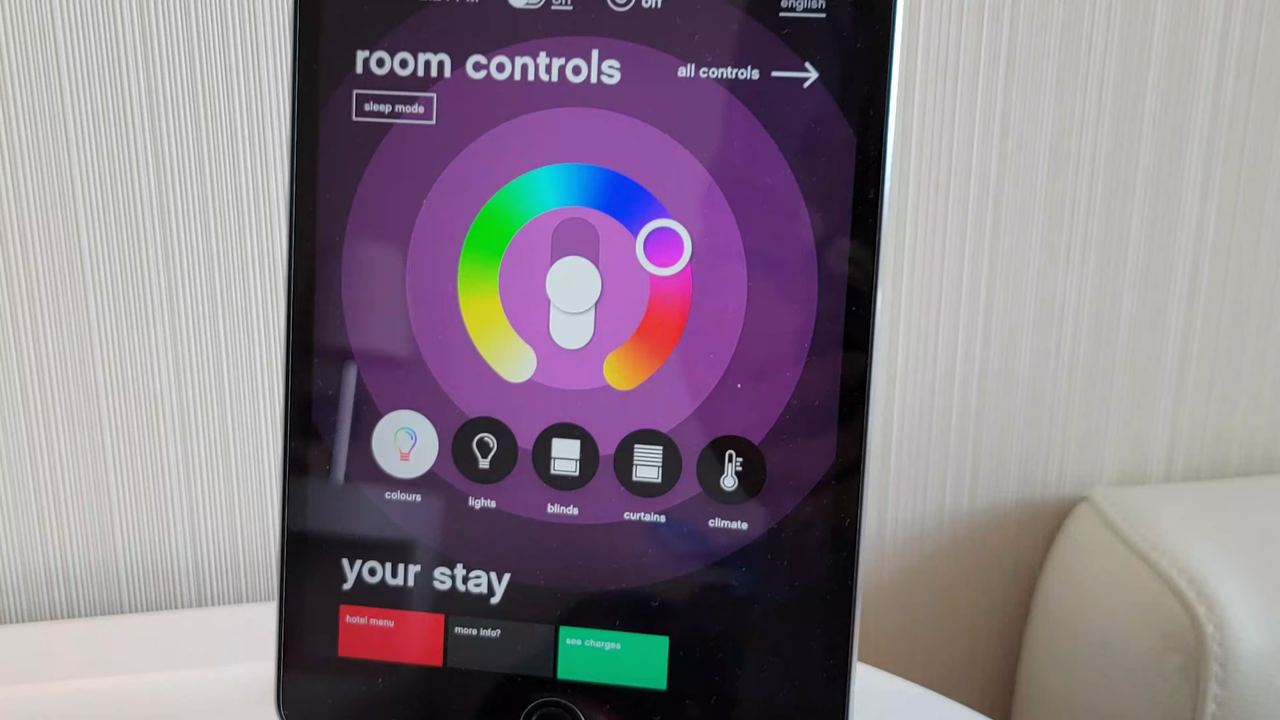 off
english
room controls
all controls
sleep mode
colours
lights
blinds
curtains
climate
your stay
hotel menu
more info?
see charges